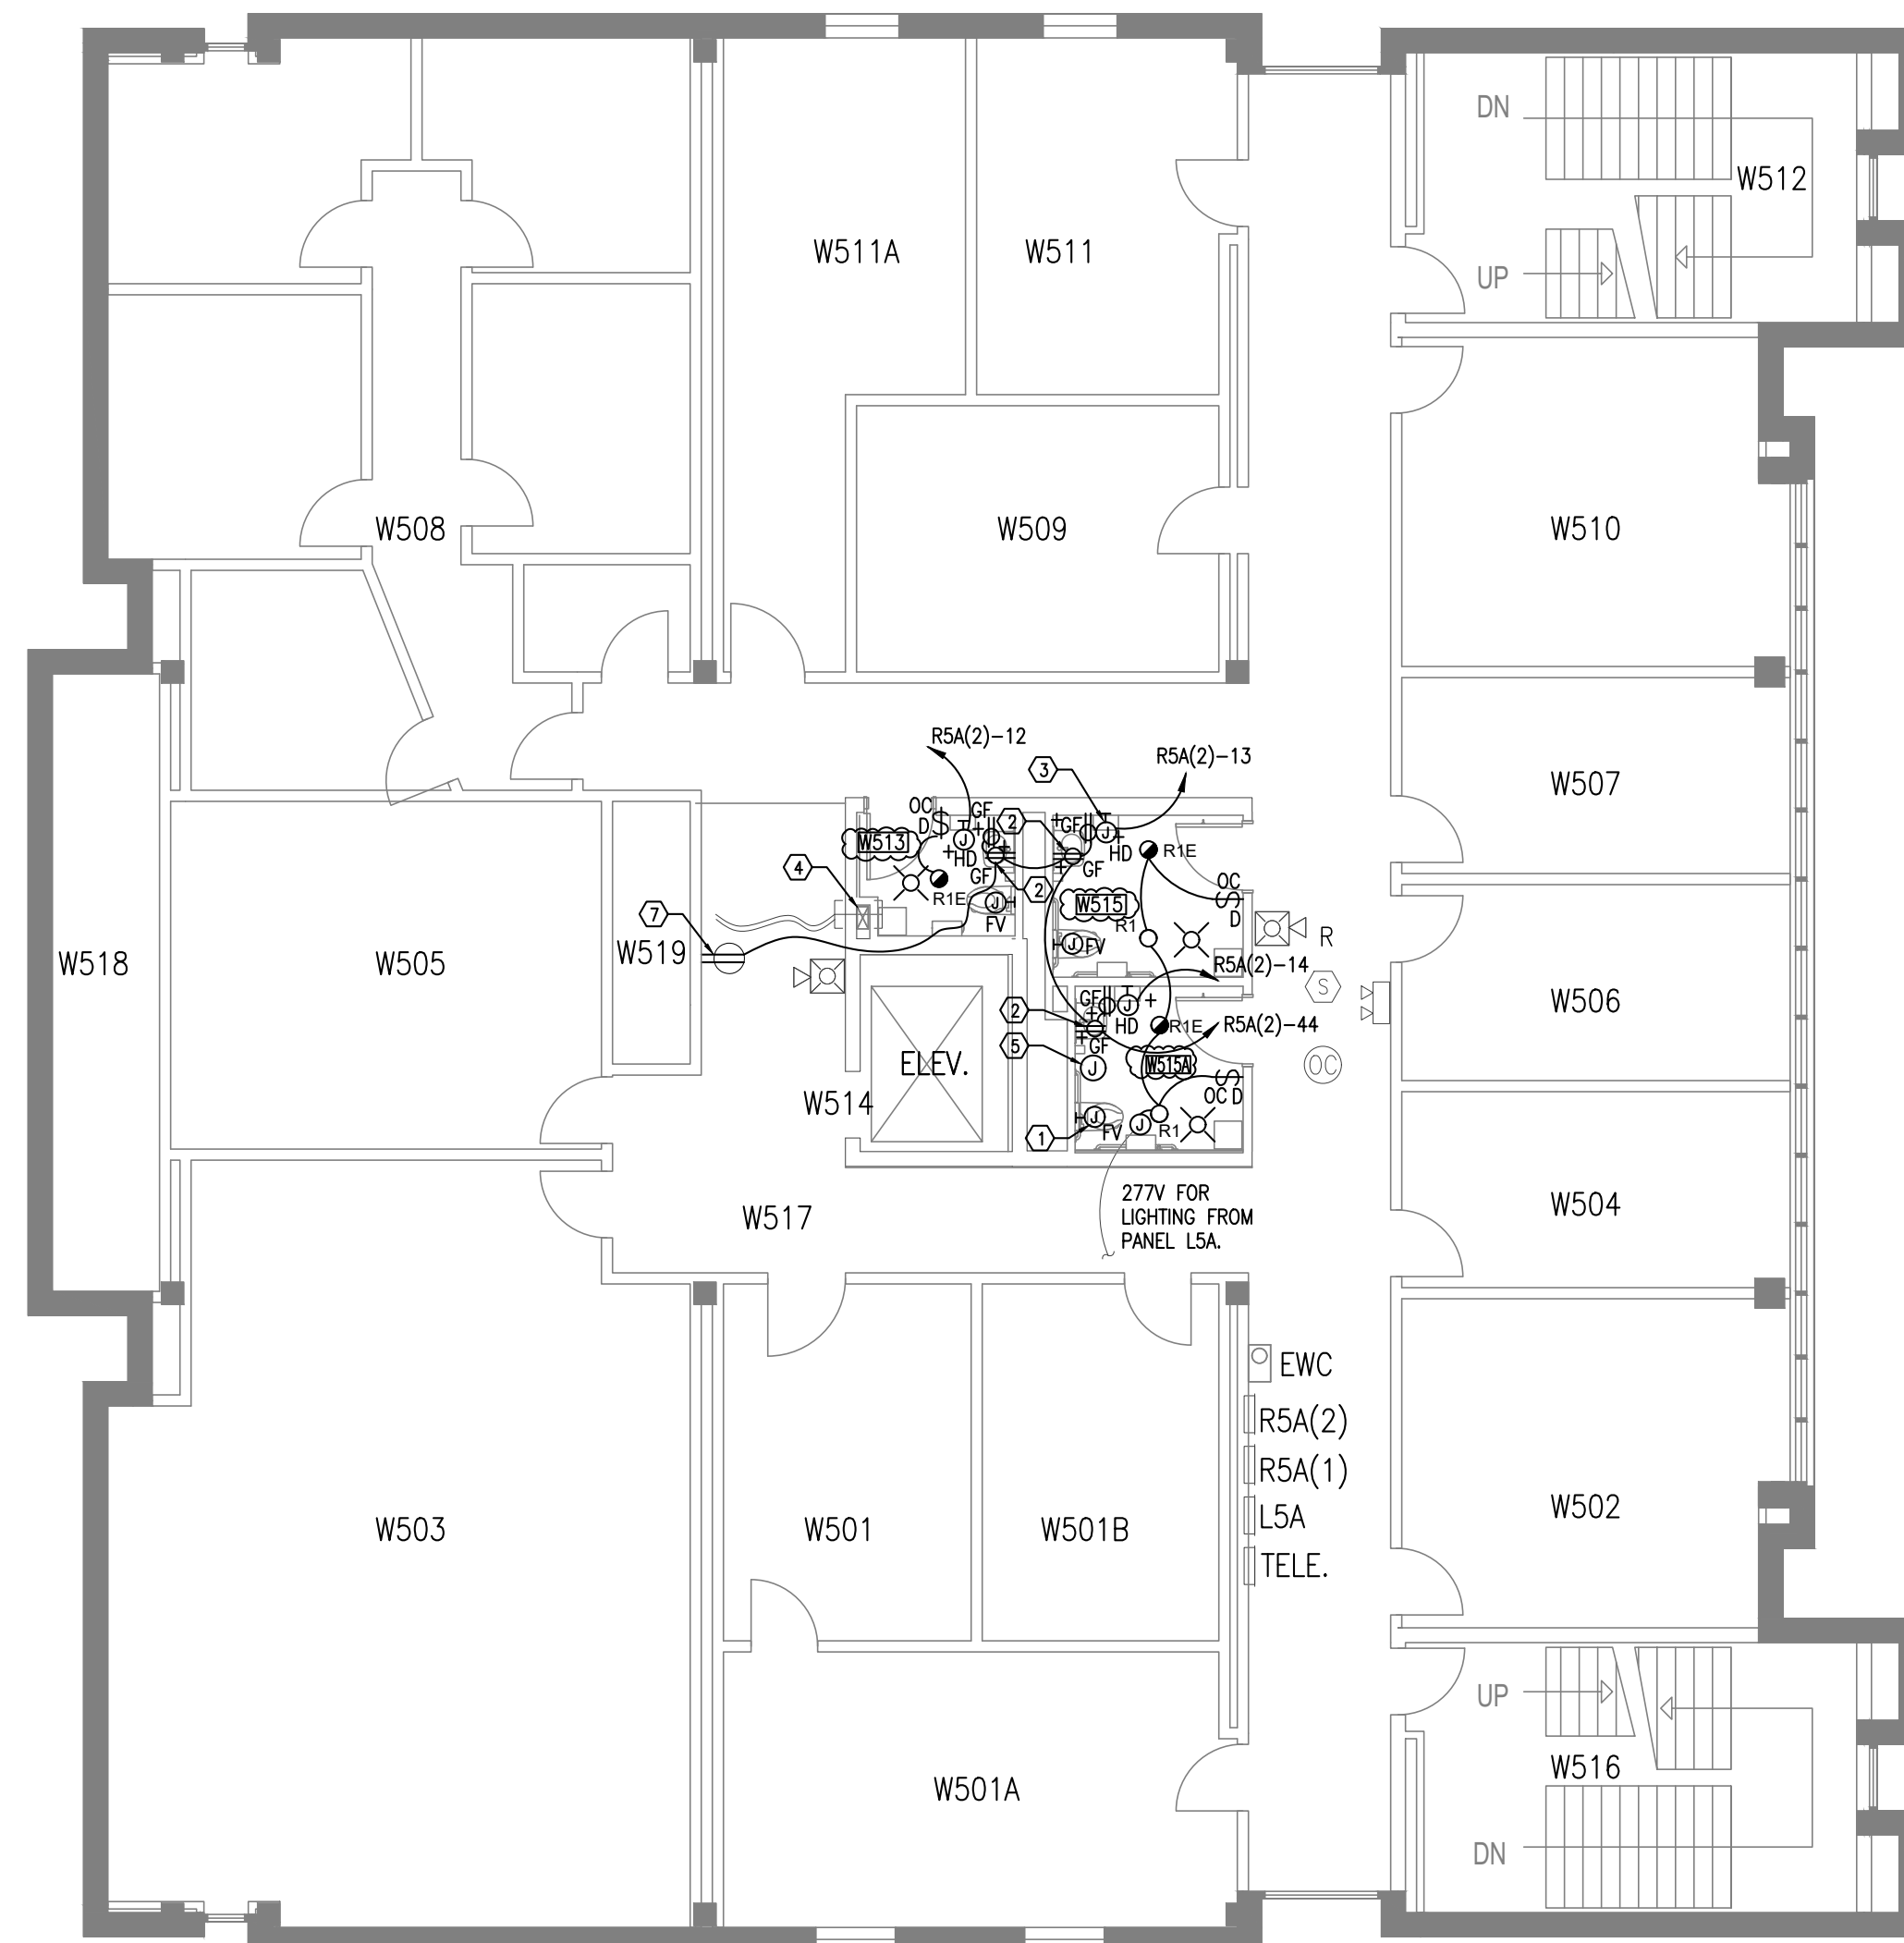 DN
W512
UP
W511A
W511
W508
W509
W510
R5A(2)-12
R5A(2)-13
W507
3
OC
GF
D
W513
J
HD
GF
2
GF
J
HD
GF
R1E
4
R1E
2
J
FV
OC
D
W515
R1
J
FV
7
W519
W518
W505
R
R5A(2)-14
S
W506
GF
J
HD
2
R1E
R5A(2)-44
GF
5
J
W515A
OC
ELEV.
OC D
W514
1
J
FV
J
R1
277V FOR
LIGHTING FROM
PANEL L5A.
W504
W517
EWC
R5A(2)
R5A(1)
L5A
TELE.
W503
W501
W501B
W502
UP
W516
W501A
DN